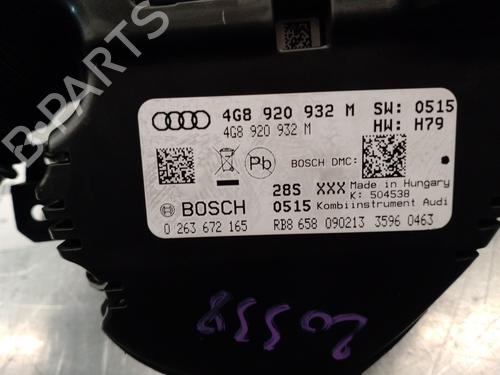 4G8 920 932 M SW: 0515
4G8 920 932 M HW: H79
Pb BOSCH DMC:
28S XXX Made in Hungary
K: 504538
BOSCH 0515 Kombiinstrument Audi
0 263 672 165 RB8 658 090213 3596 0463
20558
B-PARTS